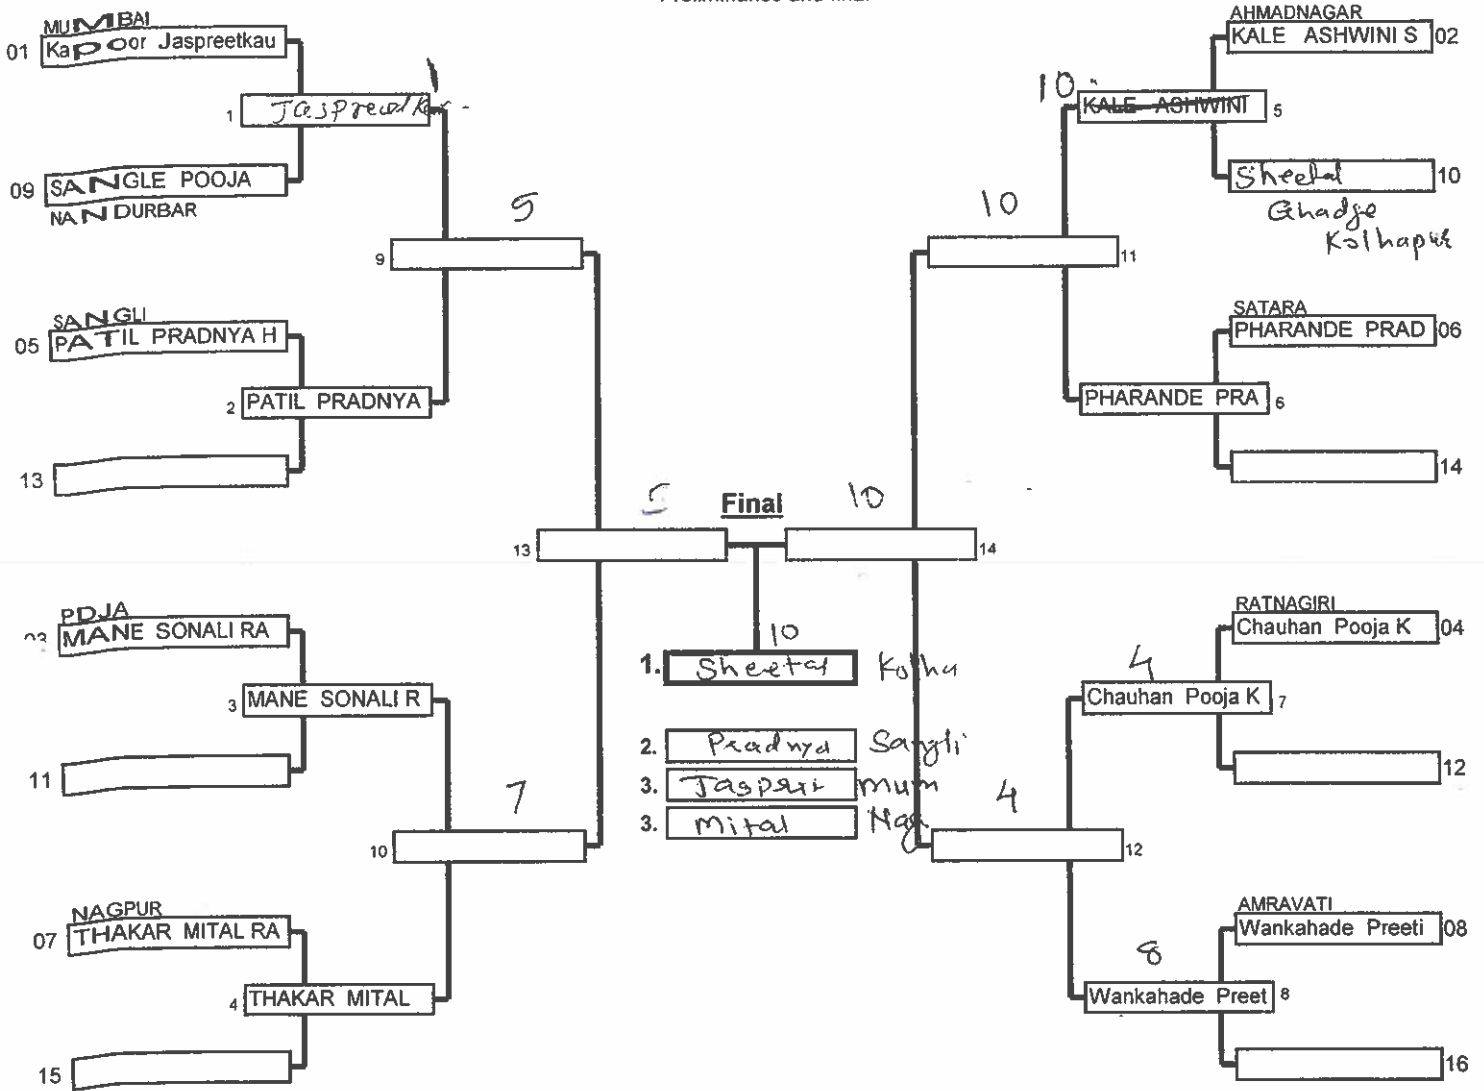 MUMBAI
01 Kapoor Jaspreetkau
1
1
09 SANGLE POOJA
NANDURBAR
5
9
SANGLI
05 PATIL PRADNYA H
2 PATIL PRADNYA
13
AHMADNAGAR
KALE ASHWINI S 02
10
KALE ASHWINI 5
Sheetal 10
Ghadge
Kolhapur
10
11
SATARA
PHARANDE PRAD 06
PHARANDE PRA 6
14
Final
13
10
14
PDJA
03 MANE SONALI RA
3 MANE SONALI R
11
7
10
NAGPUR
07 THAKAR MITAL RA
4 THAKAR MITAL
15
10
1. Sheetal Kolha
2. Pradnya Sangli
3. mum
3. Mital Nag
RATNAGIRI
Chauhan Pooja K 04
4
Chauhan Pooja K 7
12
4
12
AMRAVATI
Wankahade Preeti 08
8
Wankahade Preet 8
16